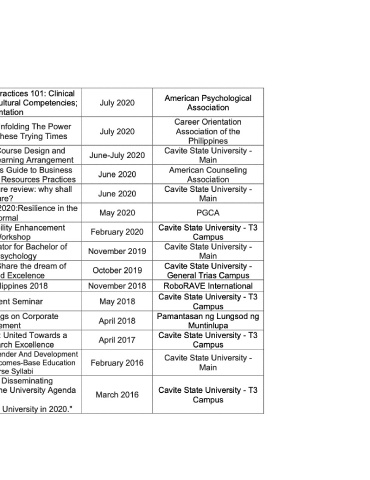 ractices 101: Clinical
ultural Competencies;
ntation
July 2020
American Psychological
Association
nfolding The Power
hese Trying Times
July 2020
Career Orientation
Association of the
Philippines
Course Design and
earning Arrangement
June-July 2020
Cavite State University -
Main
s Guide to Business
Resources Practices
June 2020
American Counseling
Association
re review: why shall
are?
June 2020
Cavite State University -
Main
2020:Resilience in the
ormal
May 2020
PGCA
ility Enhancement
Workshop
February 2020
Cavite State University - T3
Campus
ator for Bachelor of
sychology
November 2019
Cavite State University -
Main
Share the dream of
d Excellence
October 2019
Cavite State University -
General Trias Campus
lippines 2018
November 2018
RoboRAVE International
ent Seminar
May 2018
Cavite State University - T3
Campus
gs on Corporate
ement
April 2018
Pamantasan ng Lungsod ng
Muntinlupa
: United Towards a
arch Excellence
April 2017
Cavite State University - T3
Campus
ender And Development
comes-Base Education
rse Syllabi
February 2016
Cavite State University -
Main
Disseminating
he University Agenda
University in 2020."
March 2016
Cavite State University - T3
Campus